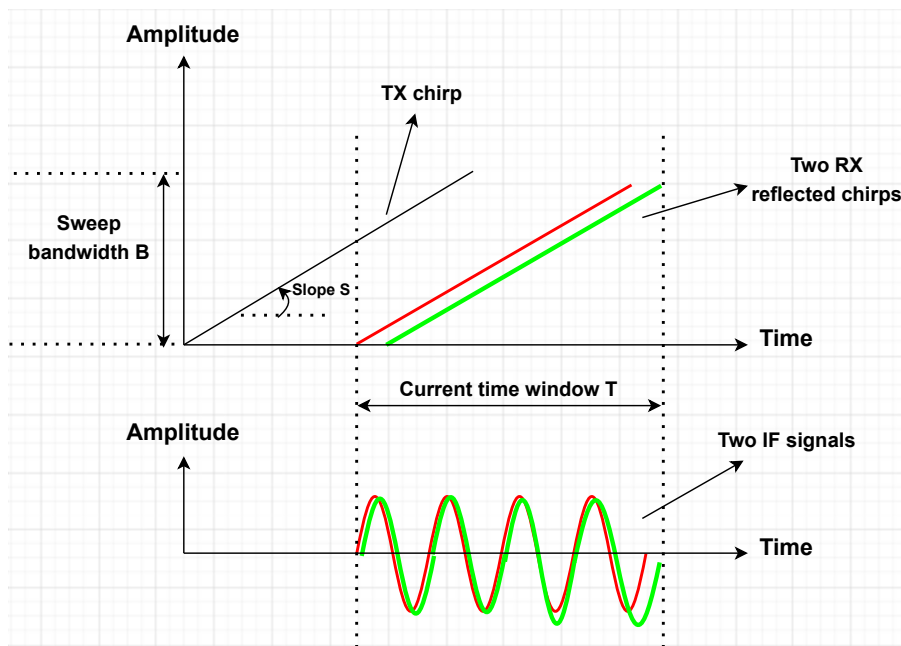 Amplitude
TX chirp
Two RX
reflected chirps
Sweep
bandwidth B
Slope S
Time
Current time window T
Amplitude
Two IF signals
Time